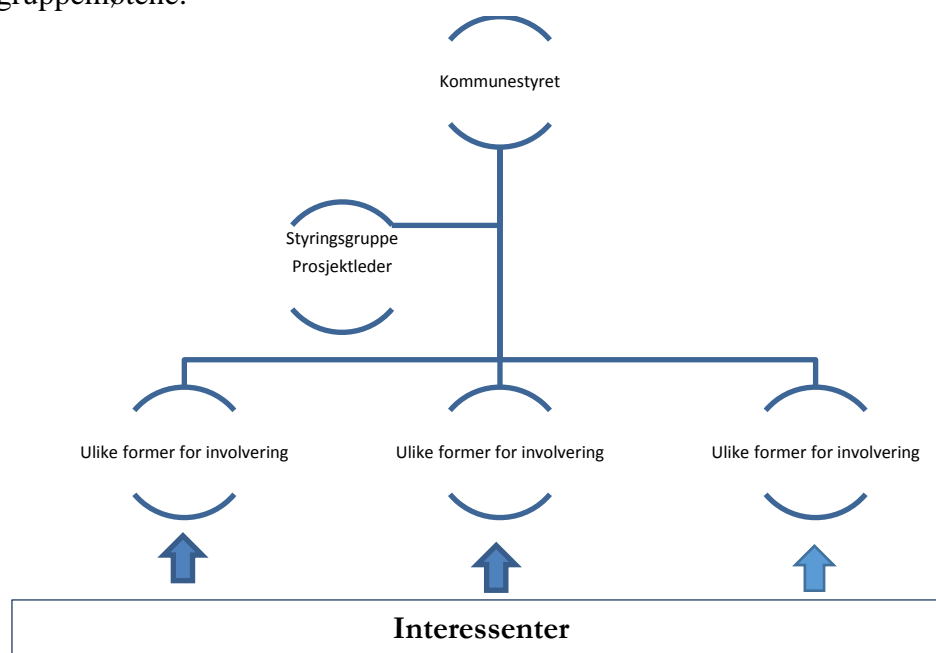 Kommunestyret
Styringsgruppe
Prosjektleder
Ulike former for involvering
Ulike former for involvering
Ulike former for involvering
Interessenter